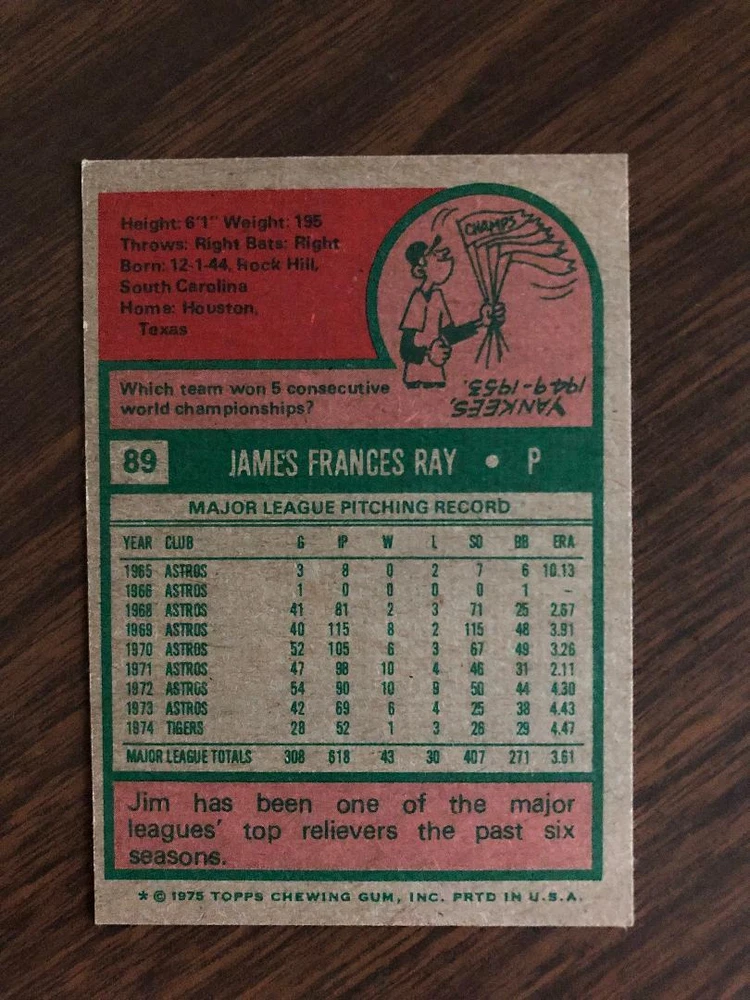 Height: 6'1" Weight: 195
Throws: Right Bats: Right
Born: 12-1-44, Rock Hill,
South Carolina
Home: Houston,
Texas
CHAMPS
Which team won 5 consecutive
world championships?
YANKEES,
1949-1953.
89 JAMES FRANCES RAY • P
MAJOR LEAGUE PITCHING RECORD
YEAR CLUB G IP W L SO BB ERA
1965 ASTROS 3 8 0 2 7 6 10.13
1966 ASTROS 1 0 0 0 0 1 –
1968 ASTROS 41 81 2 3 71 25 2.67
1969 ASTROS 40 115 8 2 115 48 3.91
1970 ASTROS 52 105 6 3 67 49 3.26
1971 ASTROS 47 98 10 4 46 31 2.11
1972 ASTROS 54 90 10 9 50 44 4.30
1973 ASTROS 42 69 6 4 25 38 4.43
1974 TIGERS 28 52 1 3 26 29 4.47
MAJOR LEAGUE TOTALS 308 618 43 30 407 271 3.61
Jim has been one of the major
leagues' top relievers the past six
seasons.
* © 1975 TOPPS CHEWING GUM, INC. PRTD IN U.S.A.